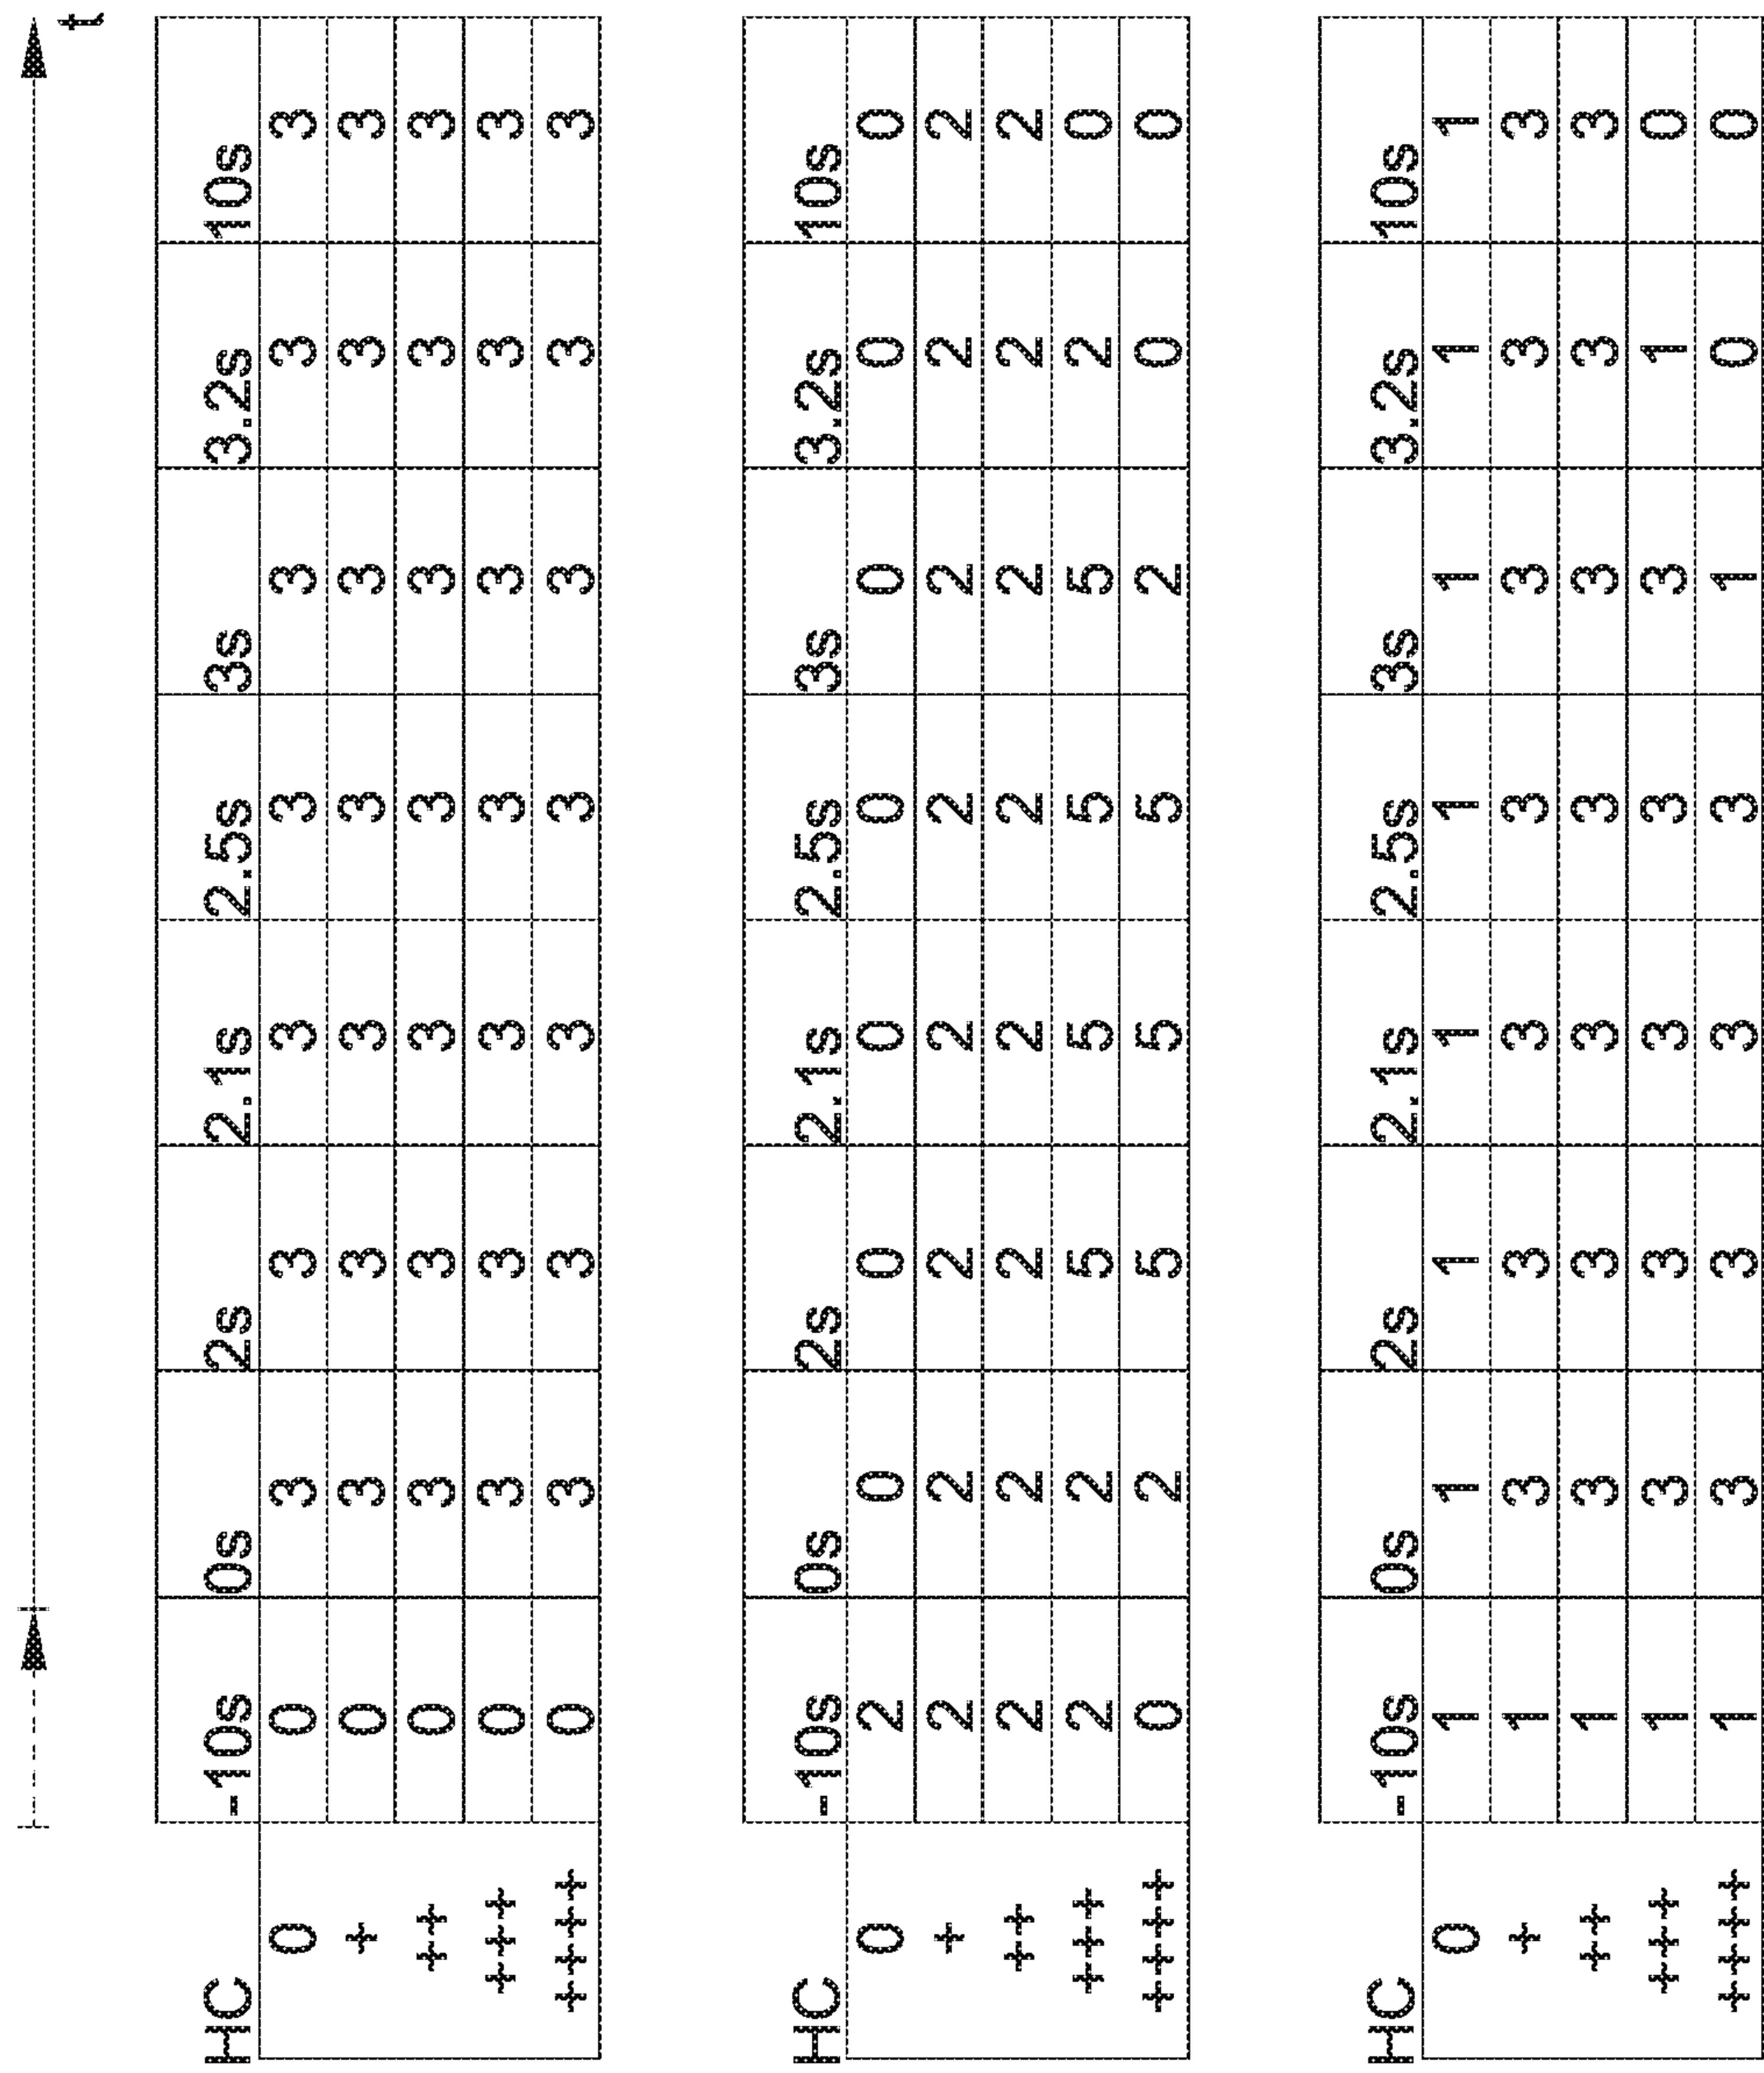 t
HC -10s 0s 2s 2.1s 2.5s 3s 3.2s 10s
0 0 3 3 3 3 3 3 3
+ 0 3 3 3 3 3 3 3
++ 0 3 3 3 3 3 3 3
+++ 0 3 3 3 3 3 3 3
++++ 0 3 3 3 3 3 3 3
HC -10s 0s 2s 2.1s 2.5s 3s 3.2s 10s
0 2 0 0 0 0 0 0 0
+ 2 2 2 2 2 2 2 2
++ 2 2 2 2 2 2 2 2
+++ 2 2 5 5 5 5 2 0
++++ 0 2 5 5 5 2 0 0
HC -10s 0s 2s 2.1s 2.5s 3s 3.2s 10s
0 1 1 1 1 1 1 1 1
+ 1 3 3 3 3 3 3 3
++ 1 3 3 3 3 3 3 3
+++ 1 3 3 3 3 3 1 0
++++ 1 3 3 3 3 1 0 0